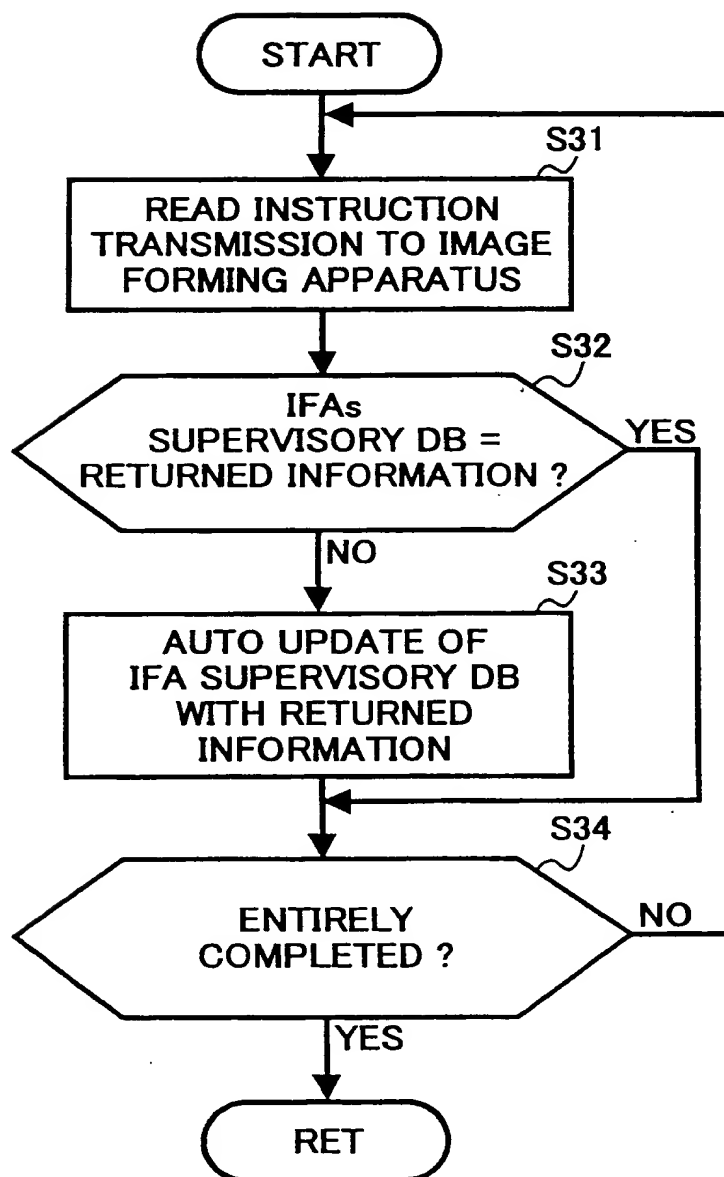 START
S31
READ INSTRUCTION
TRANSMISSION TO IMAGE
FORMING APPARATUS
S32
IFAs
SUPERVISORY DB =
RETURNED INFORMATION ?
YES
NO
S33
AUTO UPDATE OF
IFA SUPERVISORY DB
WITH RETURNED
INFORMATION
S34
ENTIRELY
COMPLETED ?
NO
YES
RET